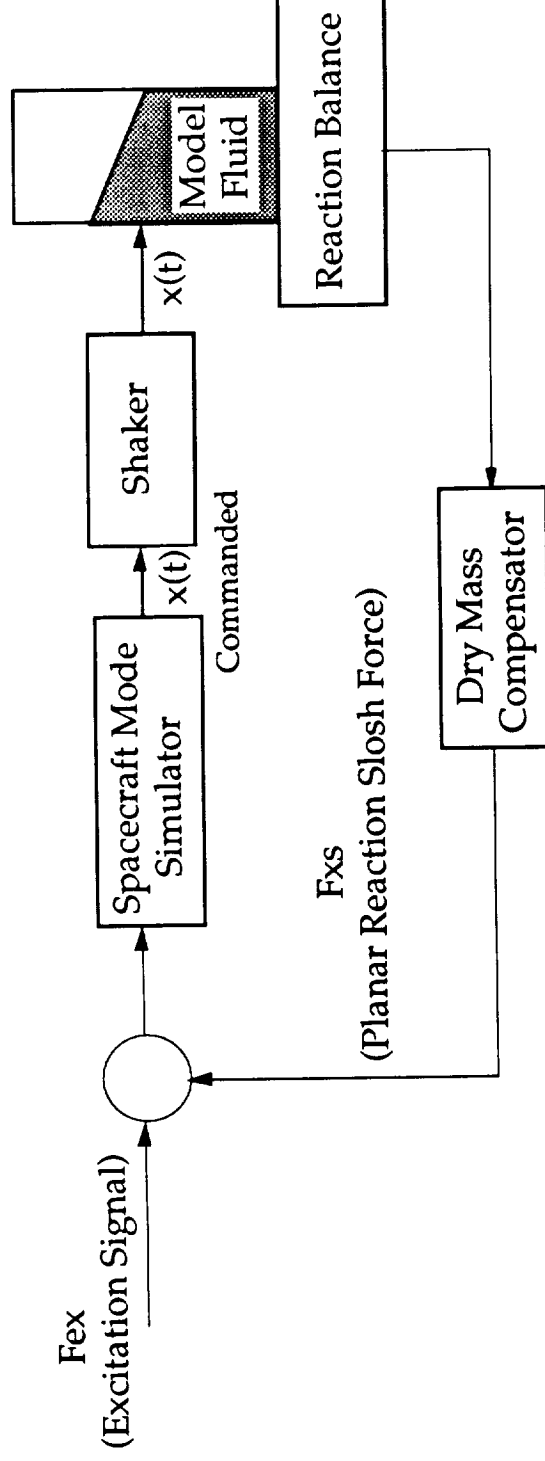 Fex
(Excitation Signal)
Spacecraft Mode
Simulator
x(t)
Commanded
Shaker
x(t)
Model
Fluid
Reaction Balance
Dry Mass
Compensator
Fxs
(Planar Reaction Slosh Force)